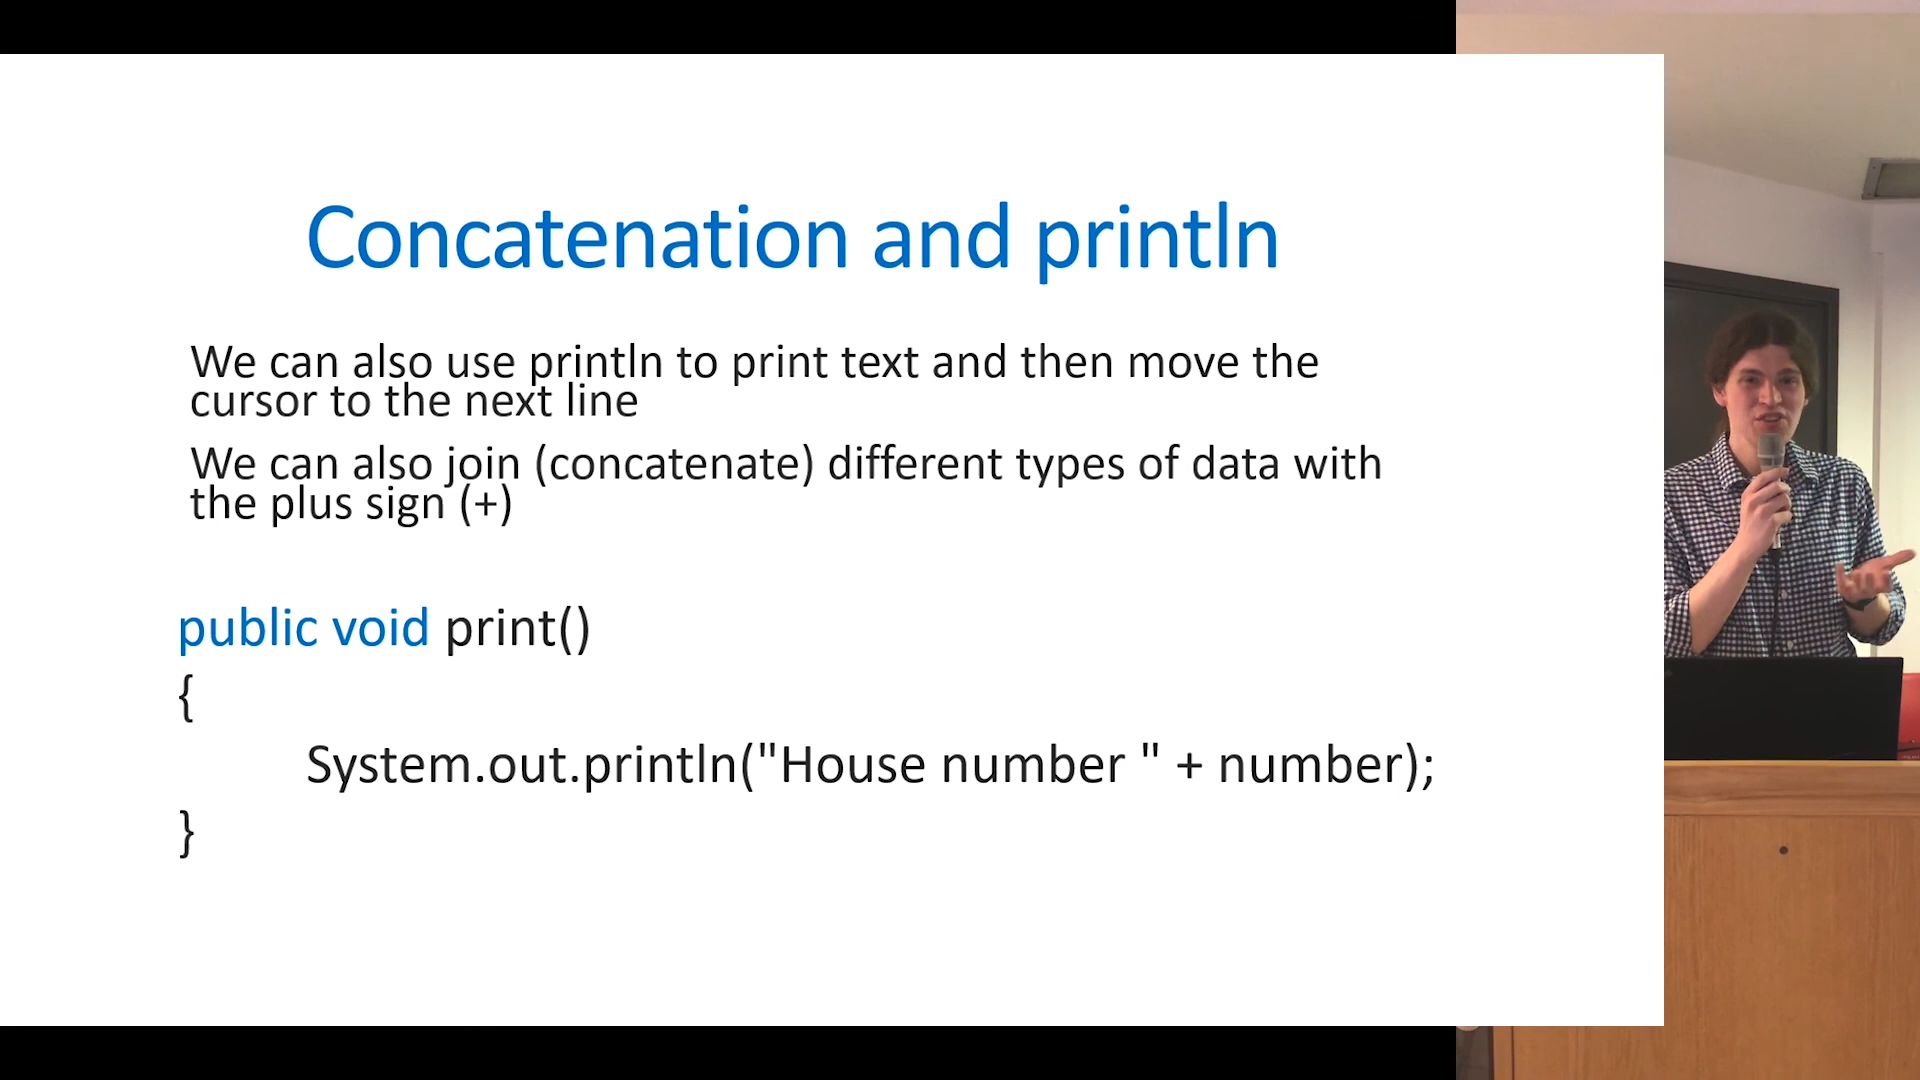 Concatenation and println
We can also use println to print text and then move the
cursor to the next line
We can also join (concatenate) different types of data with
the plus sign (+)
public void print()
{
System.out.println("House number " + number);
}